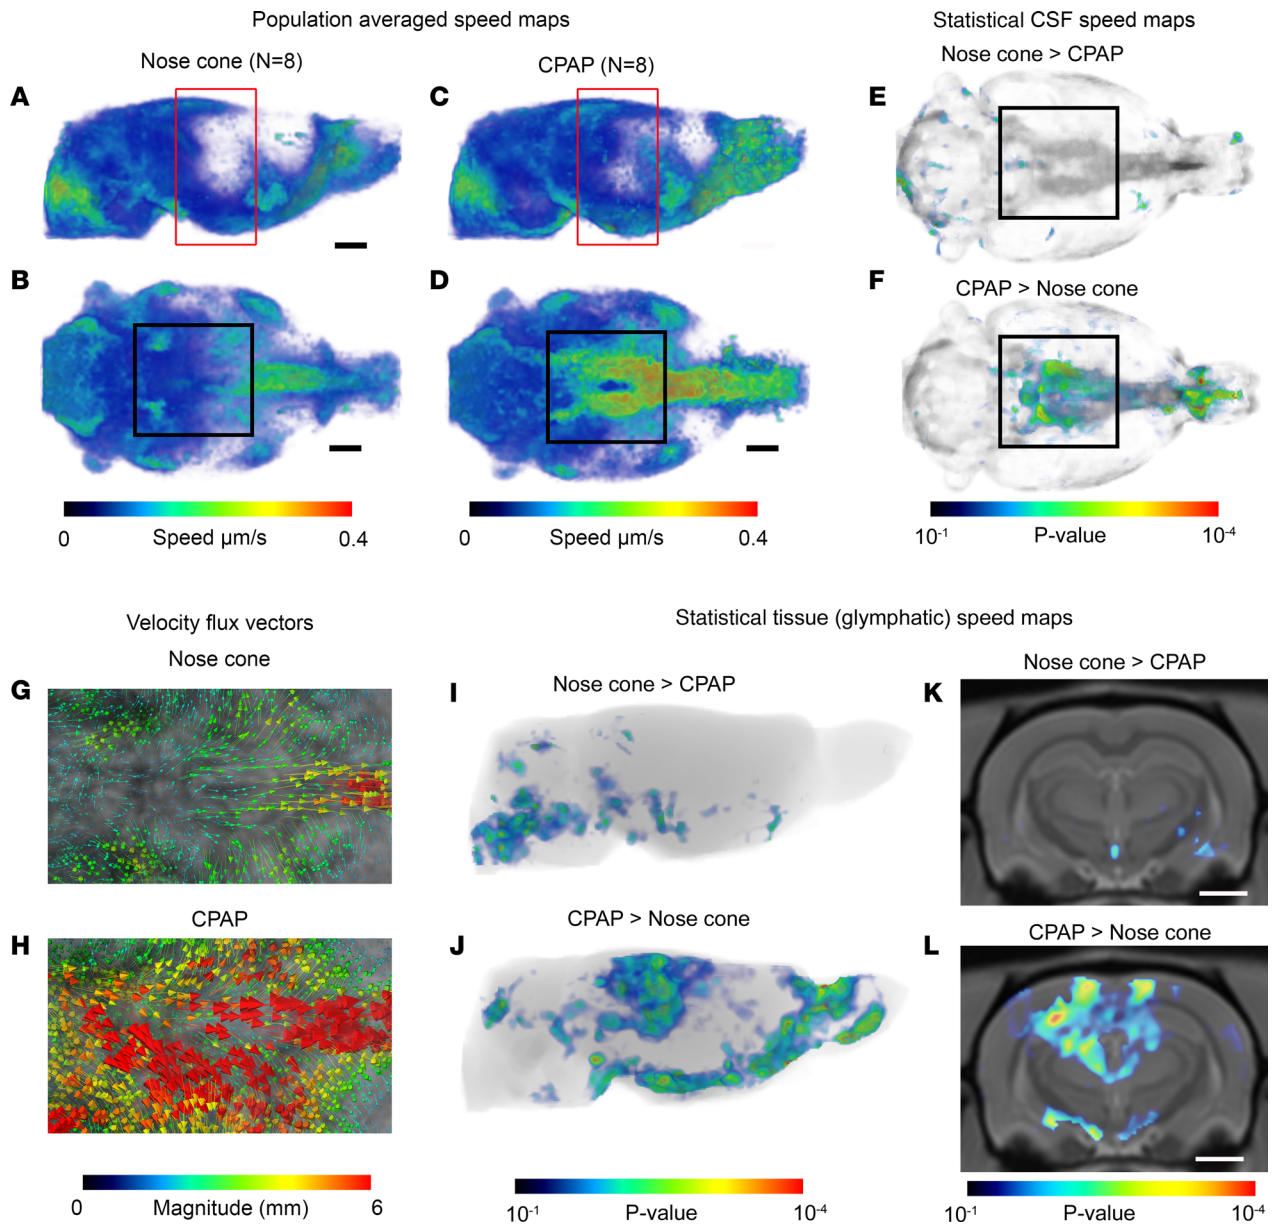 Population averaged speed maps
Statistical CSF speed maps
Nose cone (N=8)
CPAP (N=8)
Nose cone > CPAP
A
C
E
B
D
F
CPAP > Nose cone
0 Speed µm/s 0.4
0 Speed µm/s 0.4
10-1 P-value 10-4
Velocity flux vectors
Statistical tissue (glymphatic) speed maps
Nose cone
Nose cone > CPAP
Nose cone > CPAP
G
I
K
CPAP
CPAP > Nose cone
CPAP > Nose cone
H
J
L
0 Magnitude (mm) 6
10-1 P-value 10-4
10-1 P-value 10-4